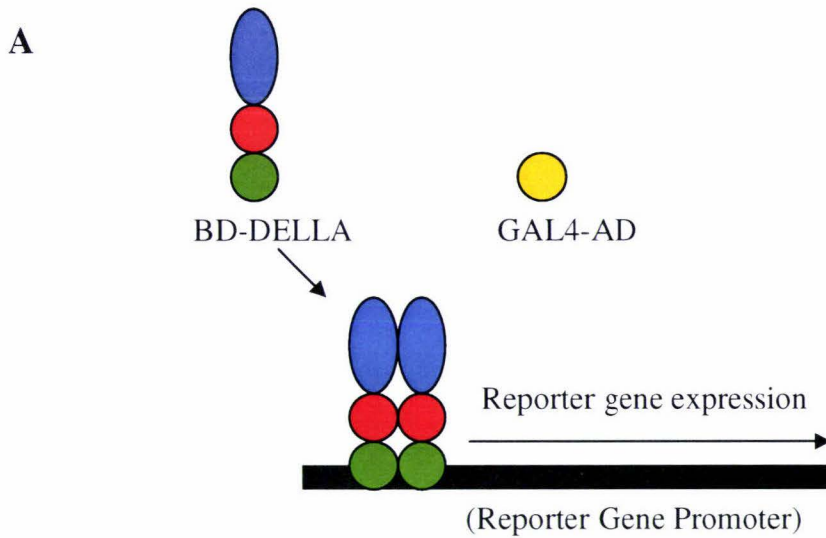 A
BD-DELLA
GAL4-AD
Reporter gene expression
(Reporter Gene Promoter)